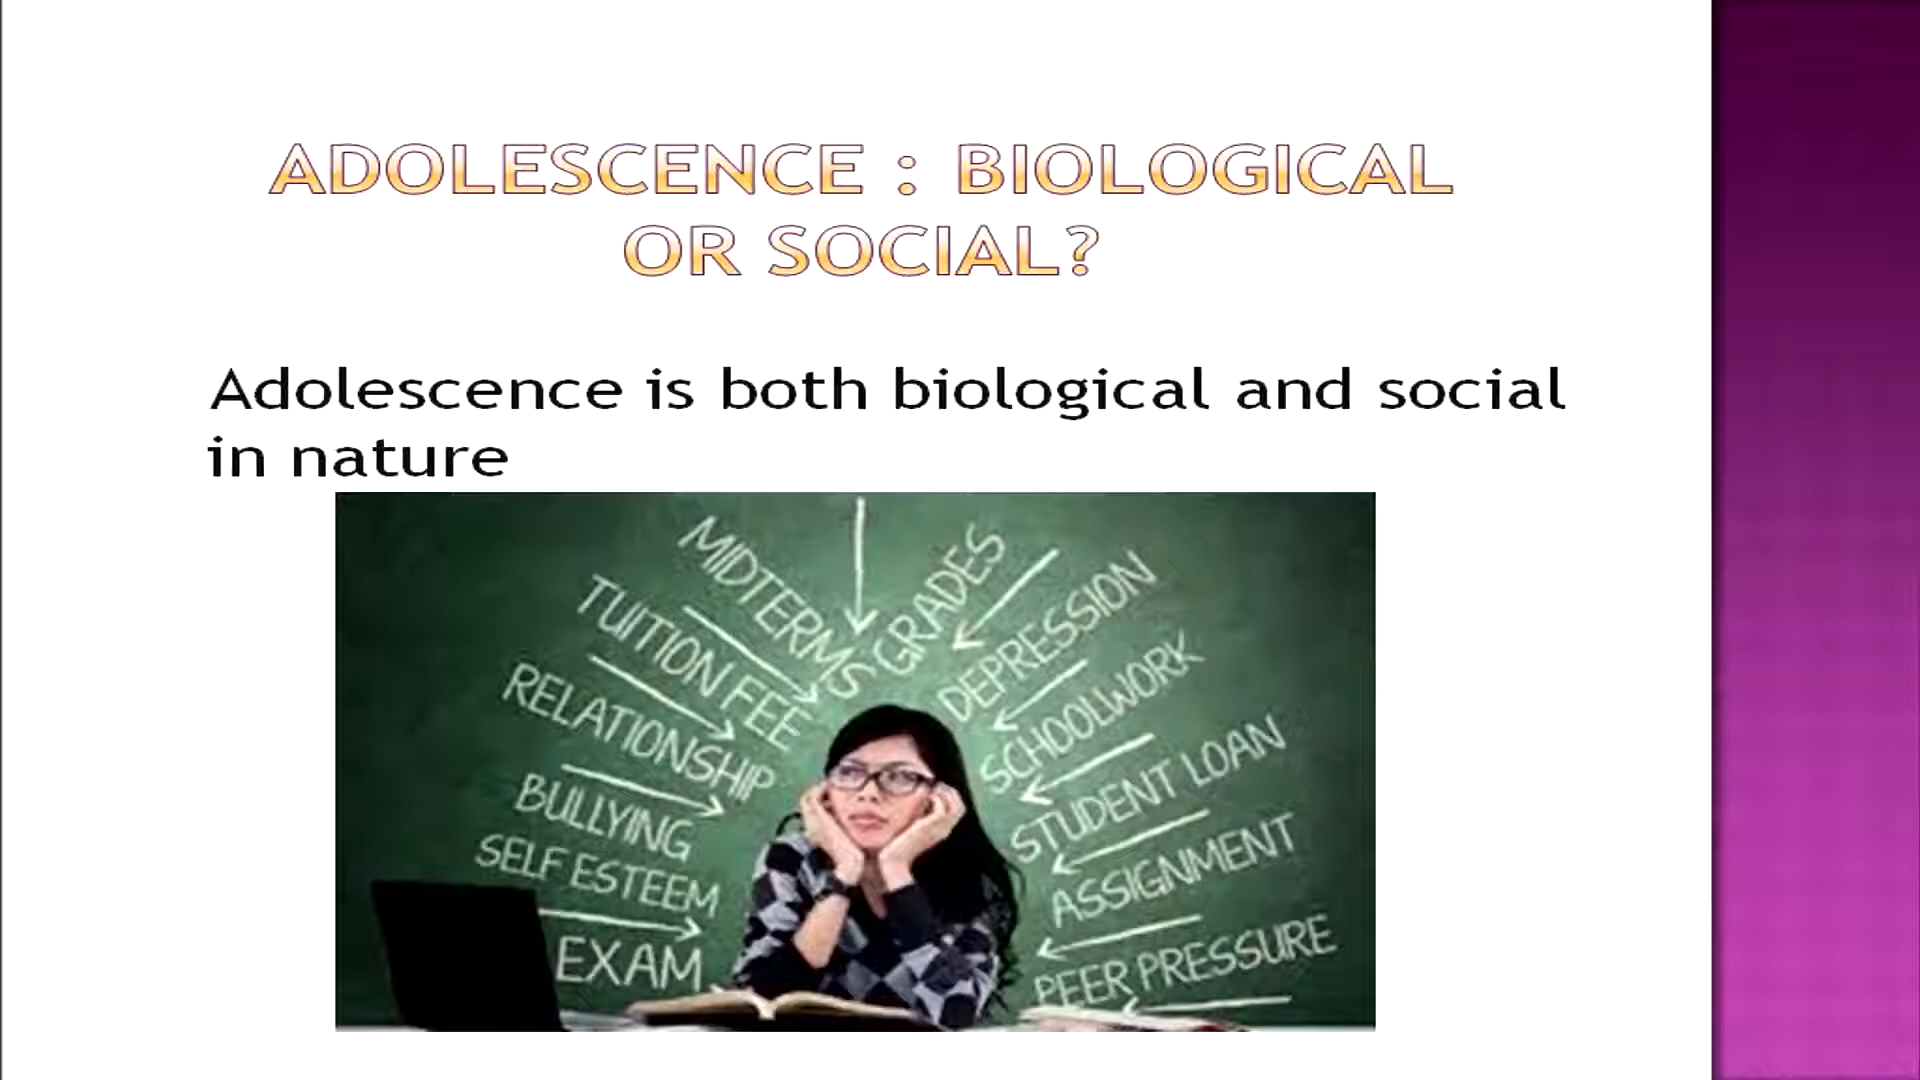 ADOLESCENCE : BIOLOGICAL
OR SOCIAL?
Adolescence is both biological and social
in nature
MIDTERMS
GRADES
TUITION FEE
DEPRESSION
RELATIONSHIP
SCHOOLWORK
BULLYING
STUDENT LOAN
SELF ESTEEM
ASSIGNMENT
EXAM
PEER PRESSURE